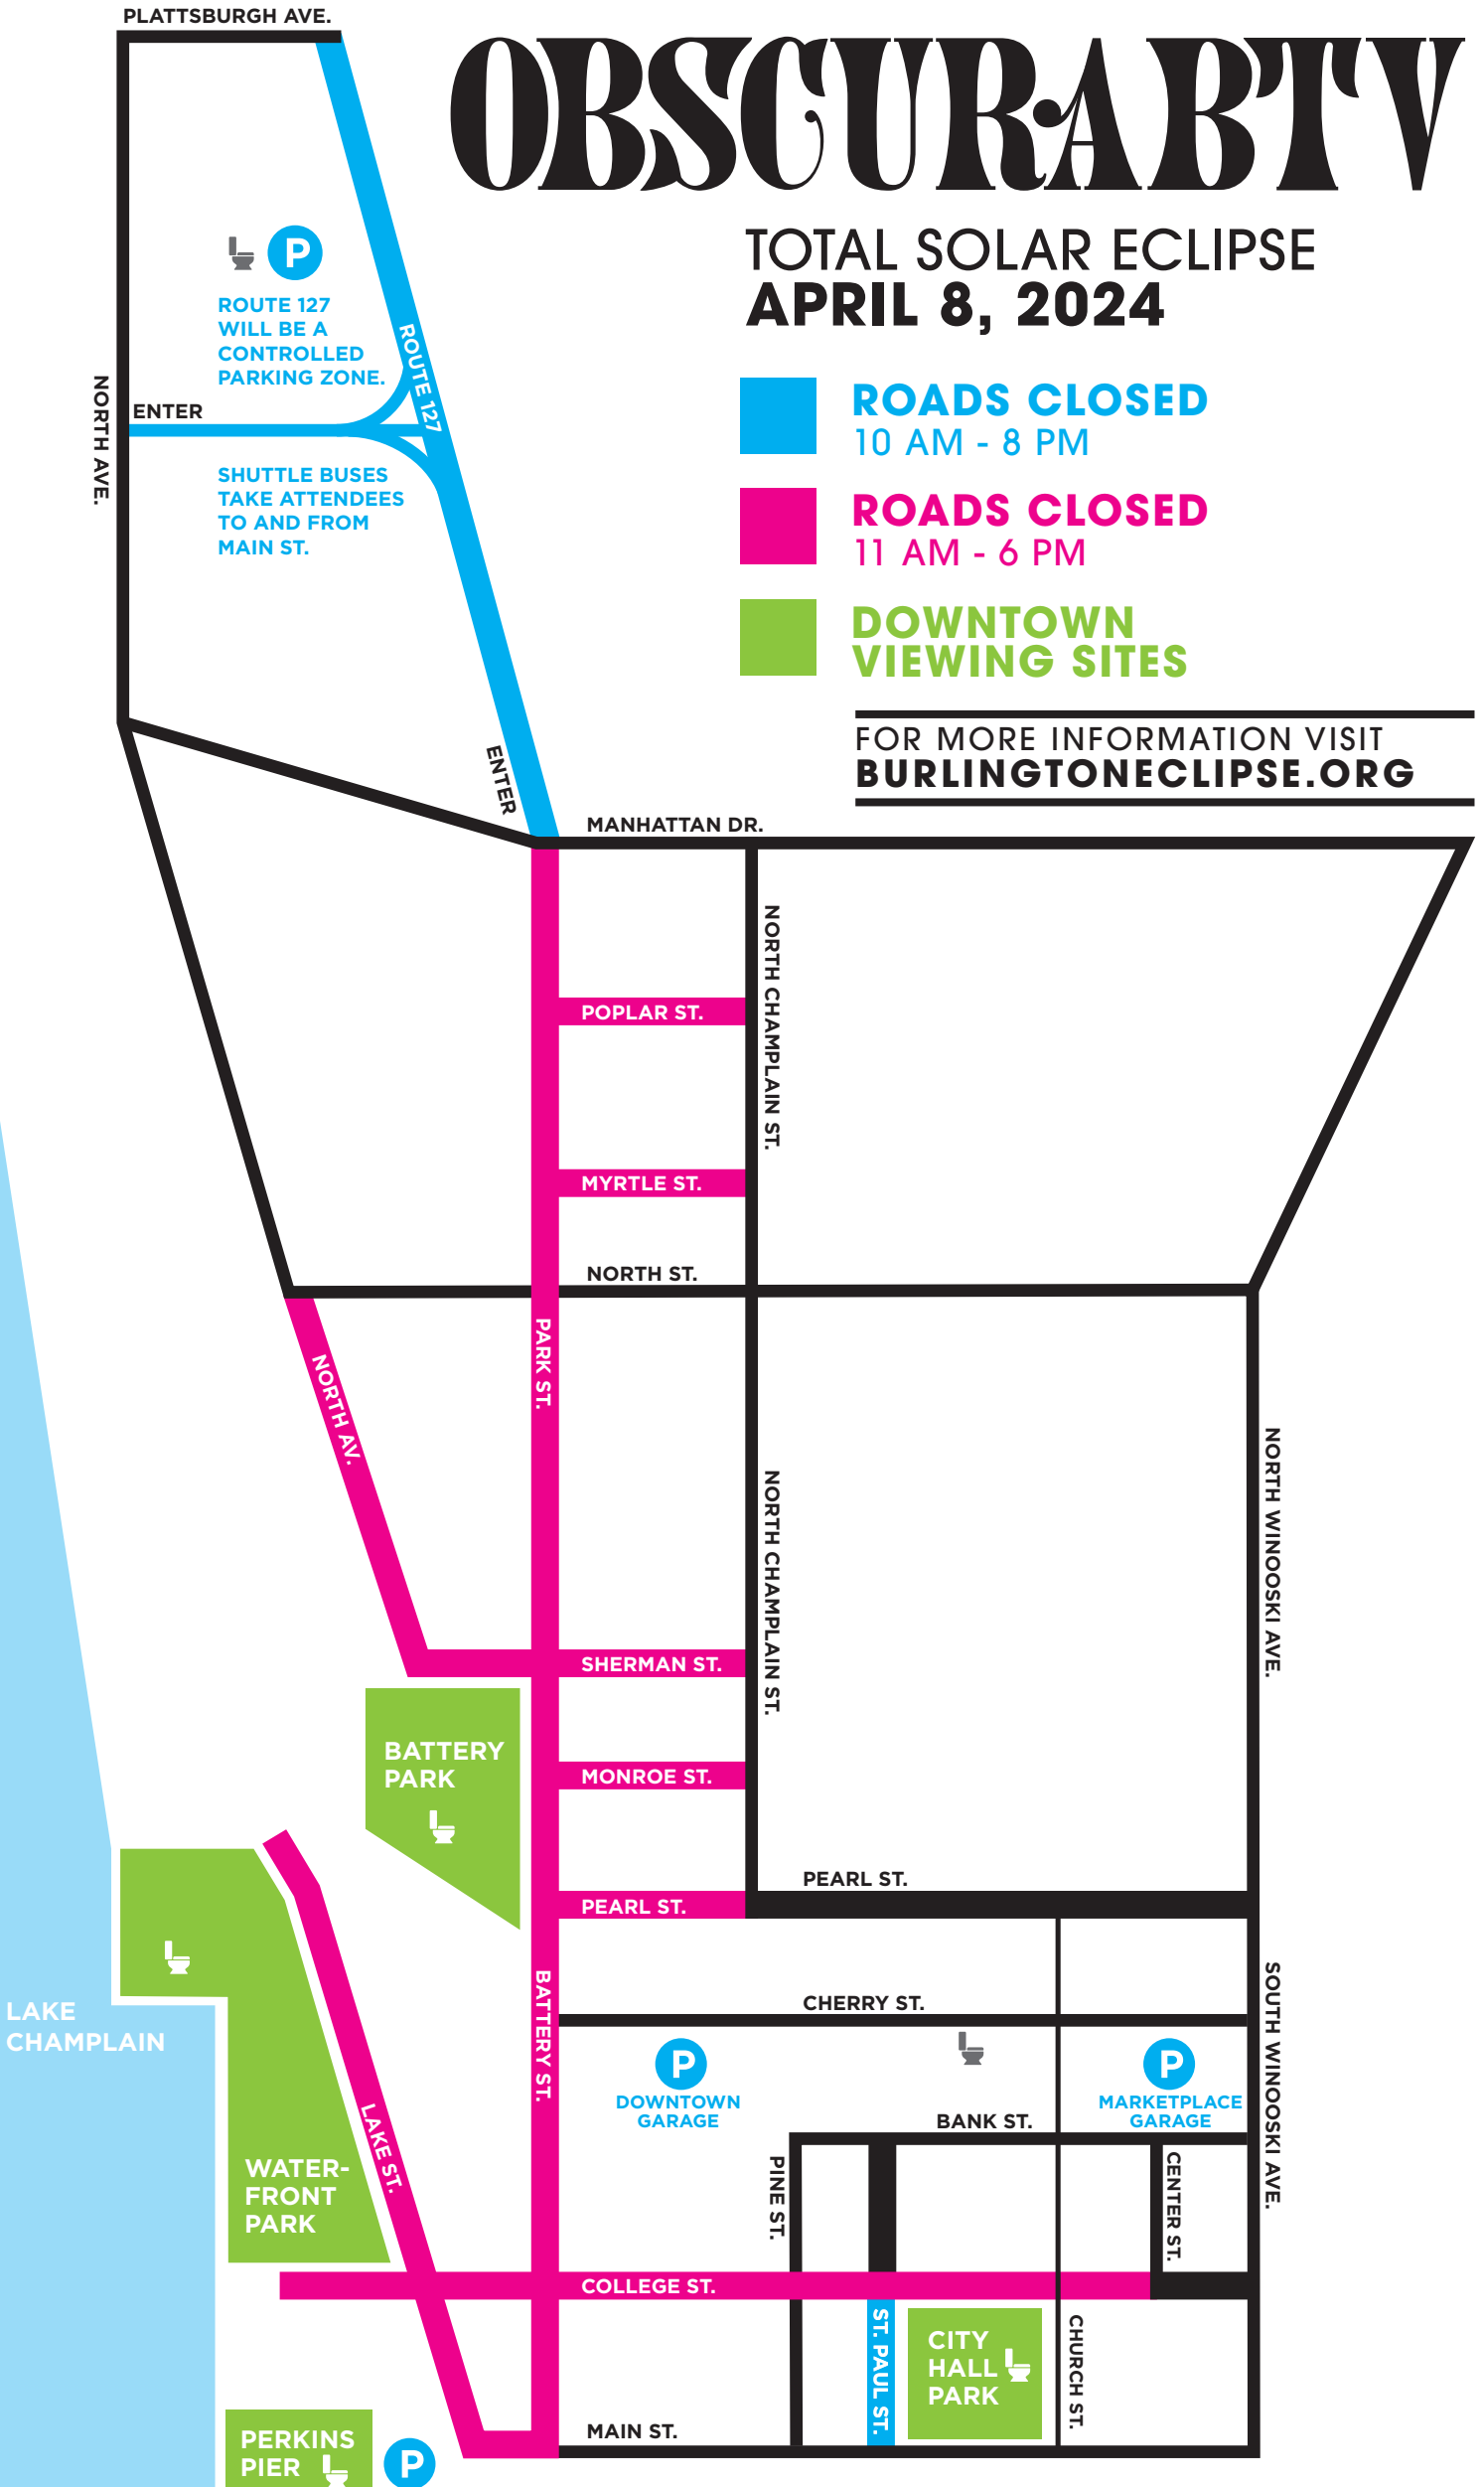 PLATTSBURGH AVE.
OBSCURABTV
TOTAL SOLAR ECLIPSE
APRIL 8, 2024
P
ROUTE 127
WILL BE A
CONTROLLED
PARKING ZONE.
ROUTE 127
NORTH AVE.
ENTER
SHUTTLE BUSES
TAKE ATTENDEES
TO AND FROM
MAIN ST.
ROADS CLOSED
10 AM - 8 PM
ROADS CLOSED
11 AM - 6 PM
DOWNTOWN
VIEWING SITES
FOR MORE INFORMATION VISIT
BURLINGTONECLIPSE.ORG
ENTER
MANHATTAN DR.
NORTH CHAMPLAIN ST.
POPLAR ST.
MYRTLE ST.
NORTH ST.
PARK ST.
NORTH AV.
NORTH CHAMPLAIN ST.
NORTH WINOOSKI AVE.
SHERMAN ST.
BATTERY
PARK
MONROE ST.
PEARL ST.
PEARL ST.
BATTERY ST.
CHERRY ST.
SOUTH WINOOSKI AVE.
LAKE
CHAMPLAIN
P
DOWNTOWN
GARAGE
P
MARKETPLACE
GARAGE
BANK ST.
LAKE ST.
PINE ST.
CENTER ST.
WATER-
FRONT
PARK
COLLEGE ST.
ST. PAUL ST.
CITY
HALL
PARK
CHURCH ST.
MAIN ST.
PERKINS
PIER
P